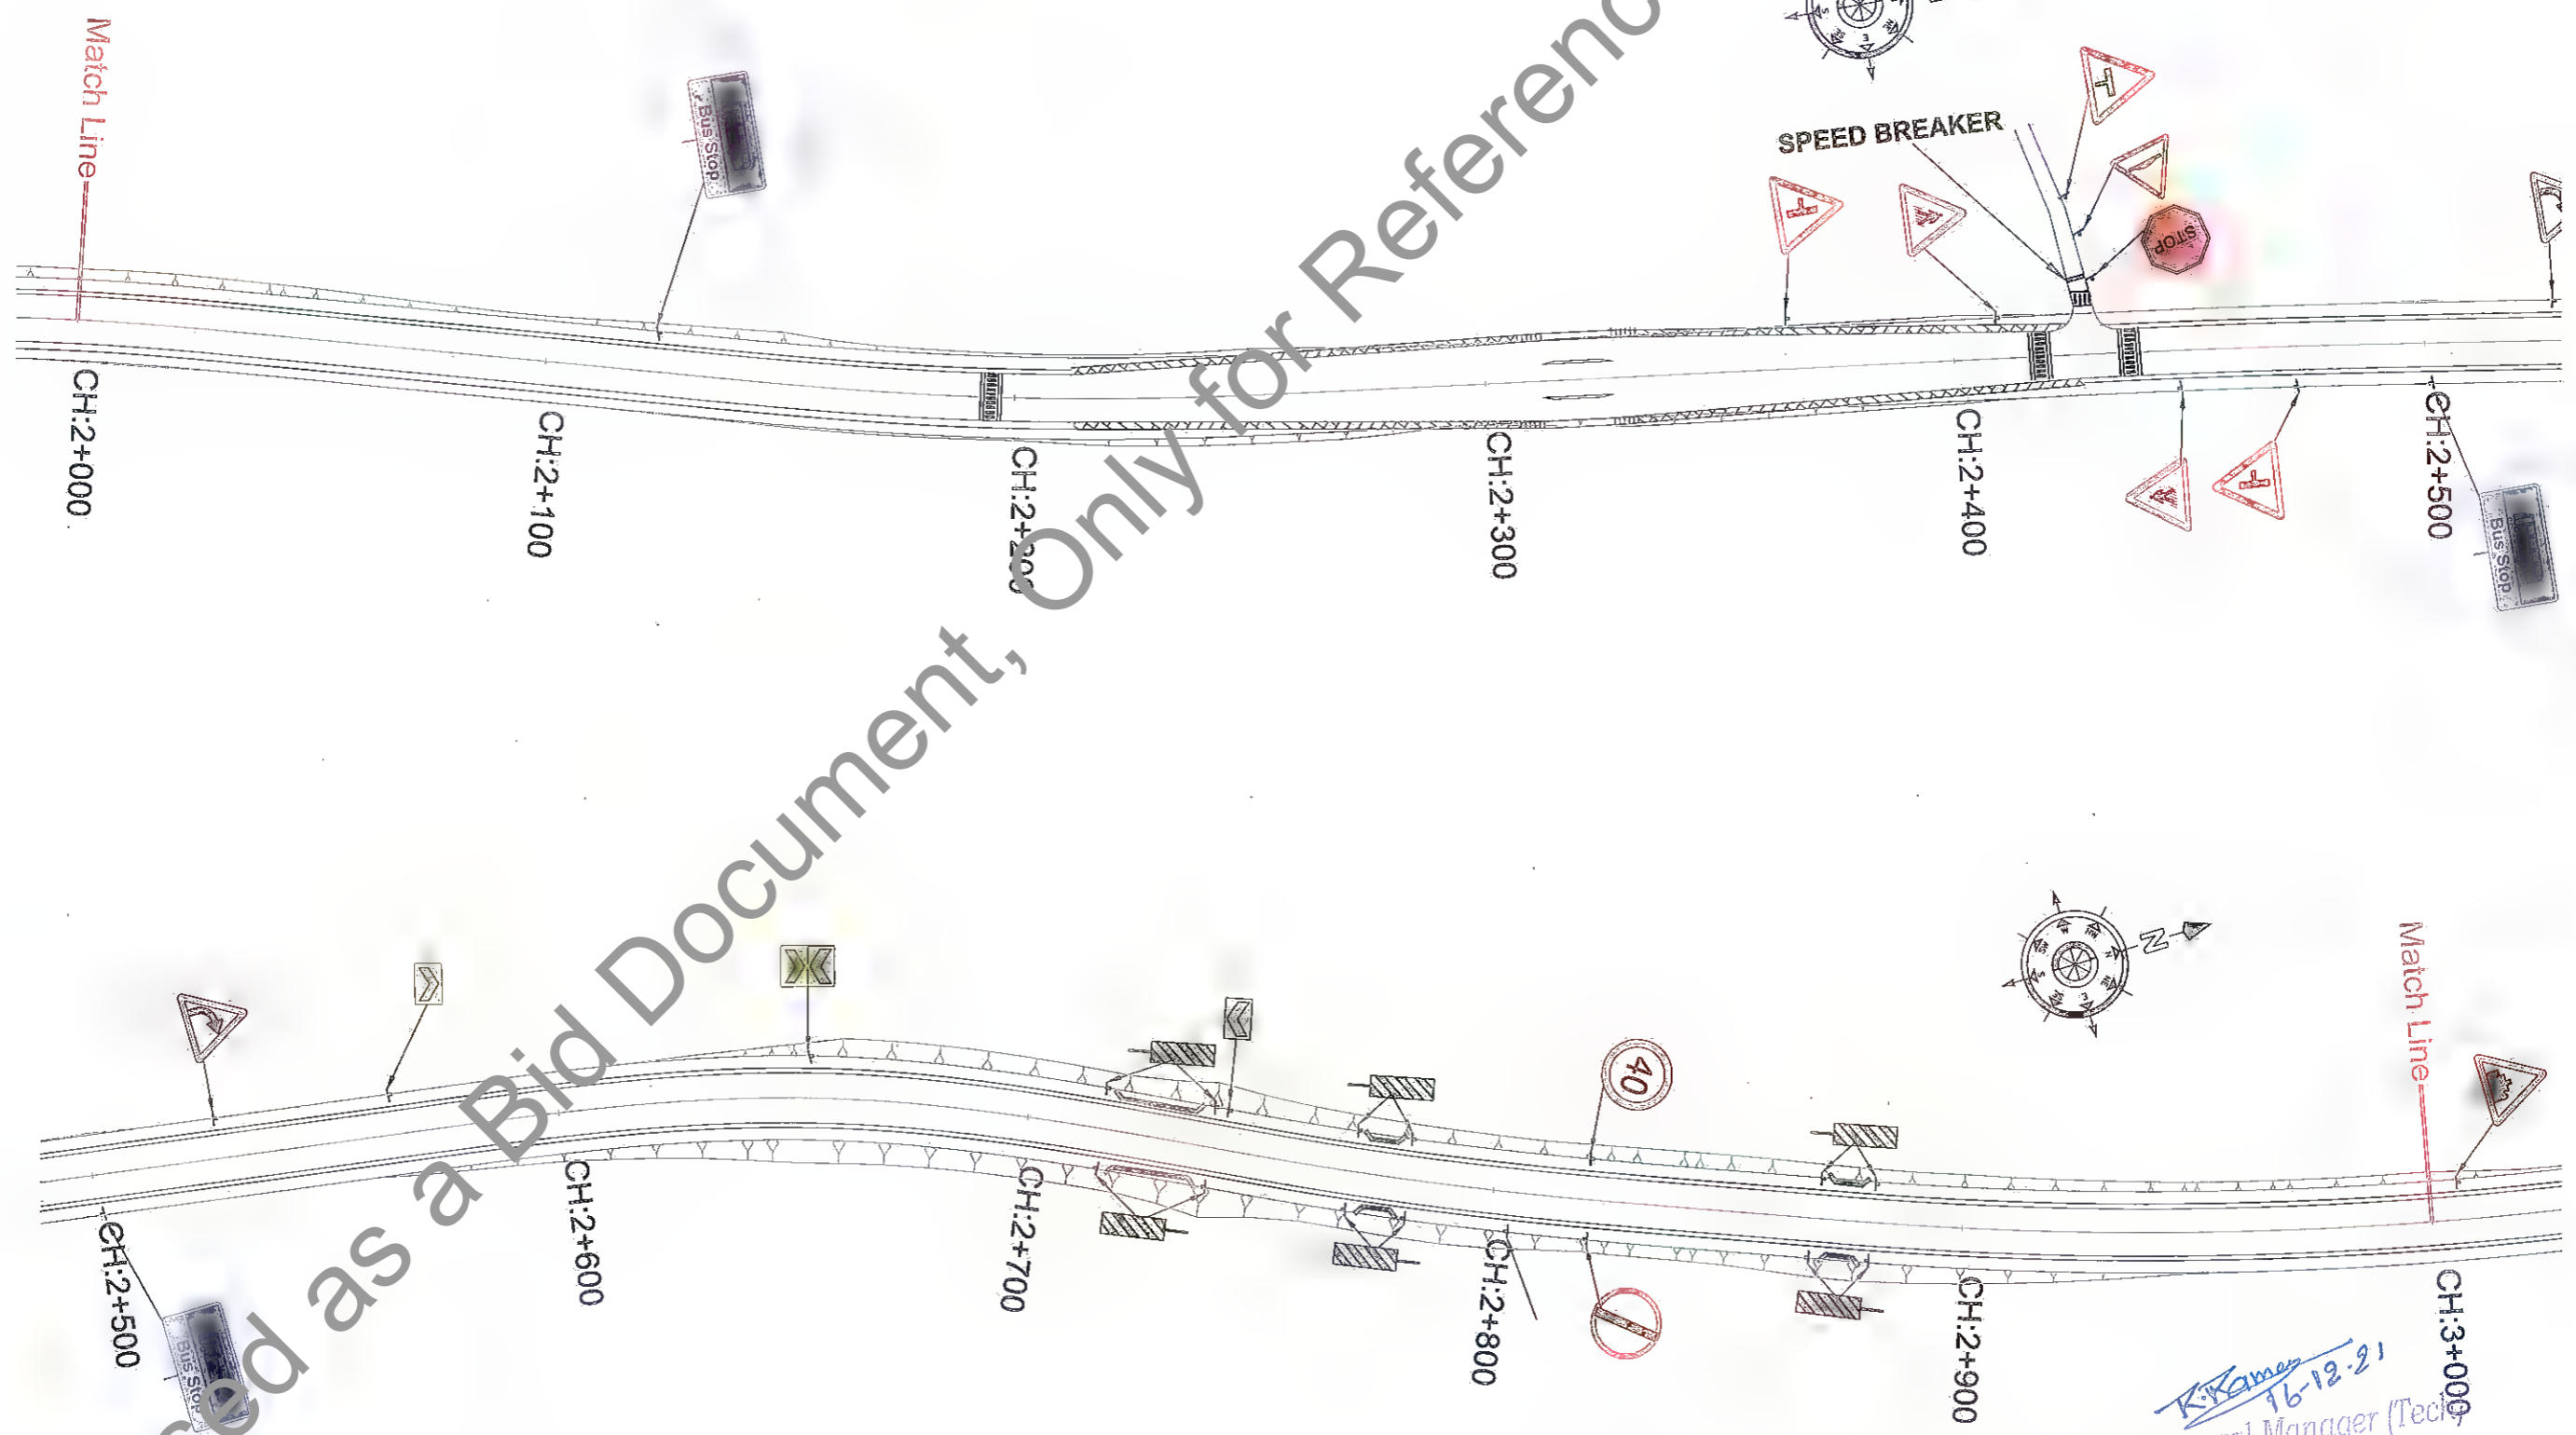 Match Line
Bus Stop
SPEED BREAKER
STOP
CH:2+000
CH:2+100
CH:2+200
CH:2+300
CH:2+400
CH:2+500
Bus Stop
N
Match Line
40
CH:2+500
CH:2+600
CH:2+700
CH:2+800
CH:2+900
CH:3+000
Bus Stop
16-12-21
Manager (Tech)
as a Bid Document, Only for